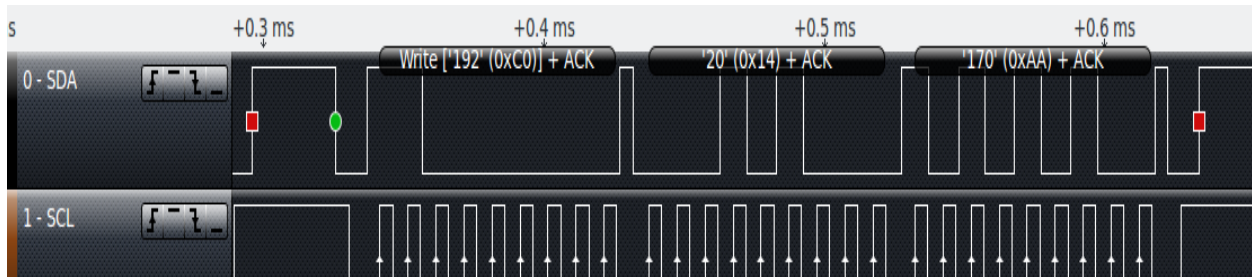 s +0.3 ms +0.4 ms +0.5 ms +0.6 ms
Write ['192' (0xC0)] + ACK '20' (0x14) + ACK '170' (0xAA) + ACK
0 - SDA
1 - SCL